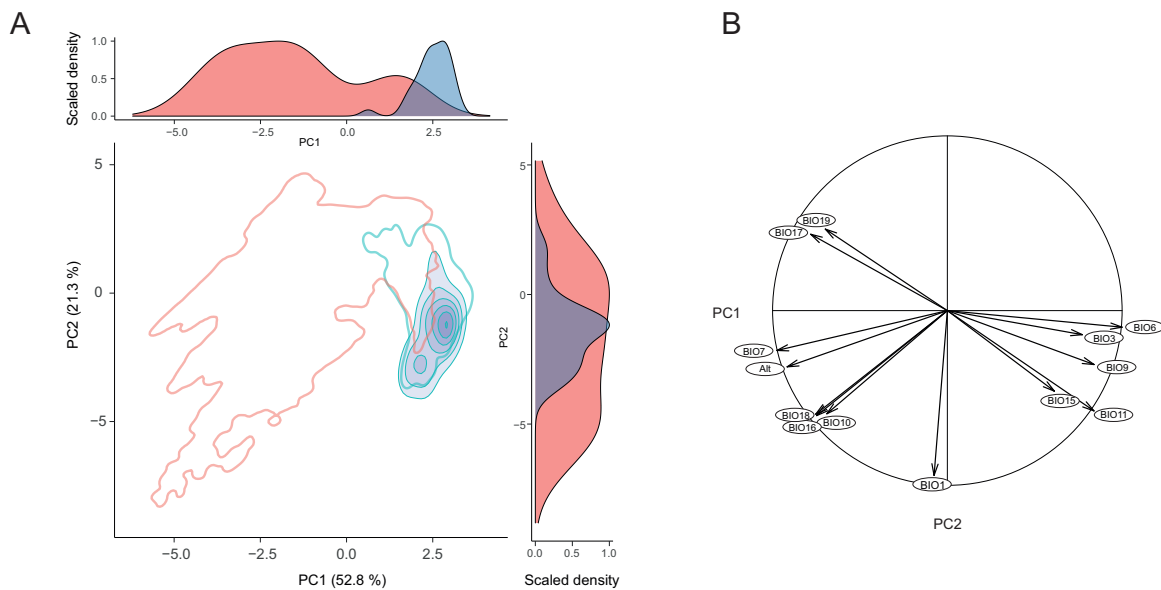 A
B
Scaled density
1.0
0.5
0.0
−5.0
−2.5
0.0
2.5
PC1
PC2 (21.3 %)
5
0
−5
−5.0
−2.5
0.0
2.5
PC1 (52.8 %)
5
0
−5
PC2
0.0
0.5
1.0
Scaled density
PC1
BIO19
BIO17
BIO7
Alt
BIO18
BIO16
BIO10
BIO1
BIO6
BIO3
BIO9
BIO15
BIO11
PC2